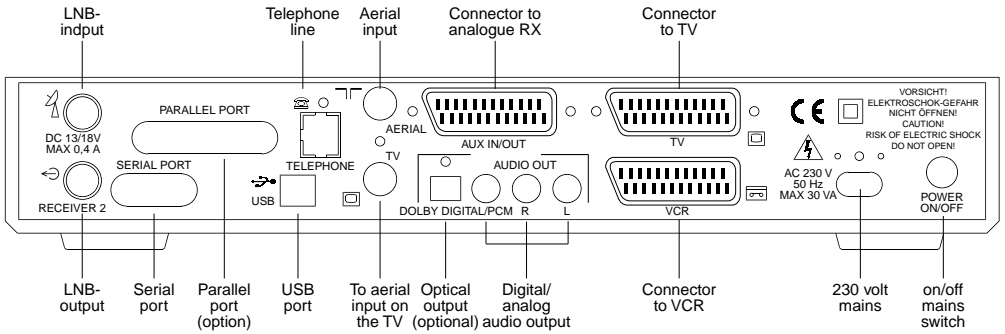 LNB-
indput
Telephone
line
Aerial
input
Connector to
analogue RX
Connector
to TV
DC 13/18V
MAX 0,4 A
PARALLEL PORT
SERIAL PORT
RECEIVER 2
TELEPHONE
USB
AERIAL
TV
AUX IN/OUT
AUDIO OUT
DOLBY DIGITAL/PCM
R
L
TV
VCR
CE
VORSICHT!
ELEKTROSCHOK-GEFAHR
NICHT ÖFFNEN!
CAUTION!
RISK OF ELECTRIC SHOCK
DO NOT OPEN!
AC 230 V
50 Hz
MAX 30 VA
POWER
ON/OFF
LNB-
output
Serial
port
Parallel
port
(option)
USB
port
To aerial
input on
the TV
Optical
output
(optional)
Digital/
analog
audio output
Connector
to VCR
230 volt
mains
on/off
mains
switch